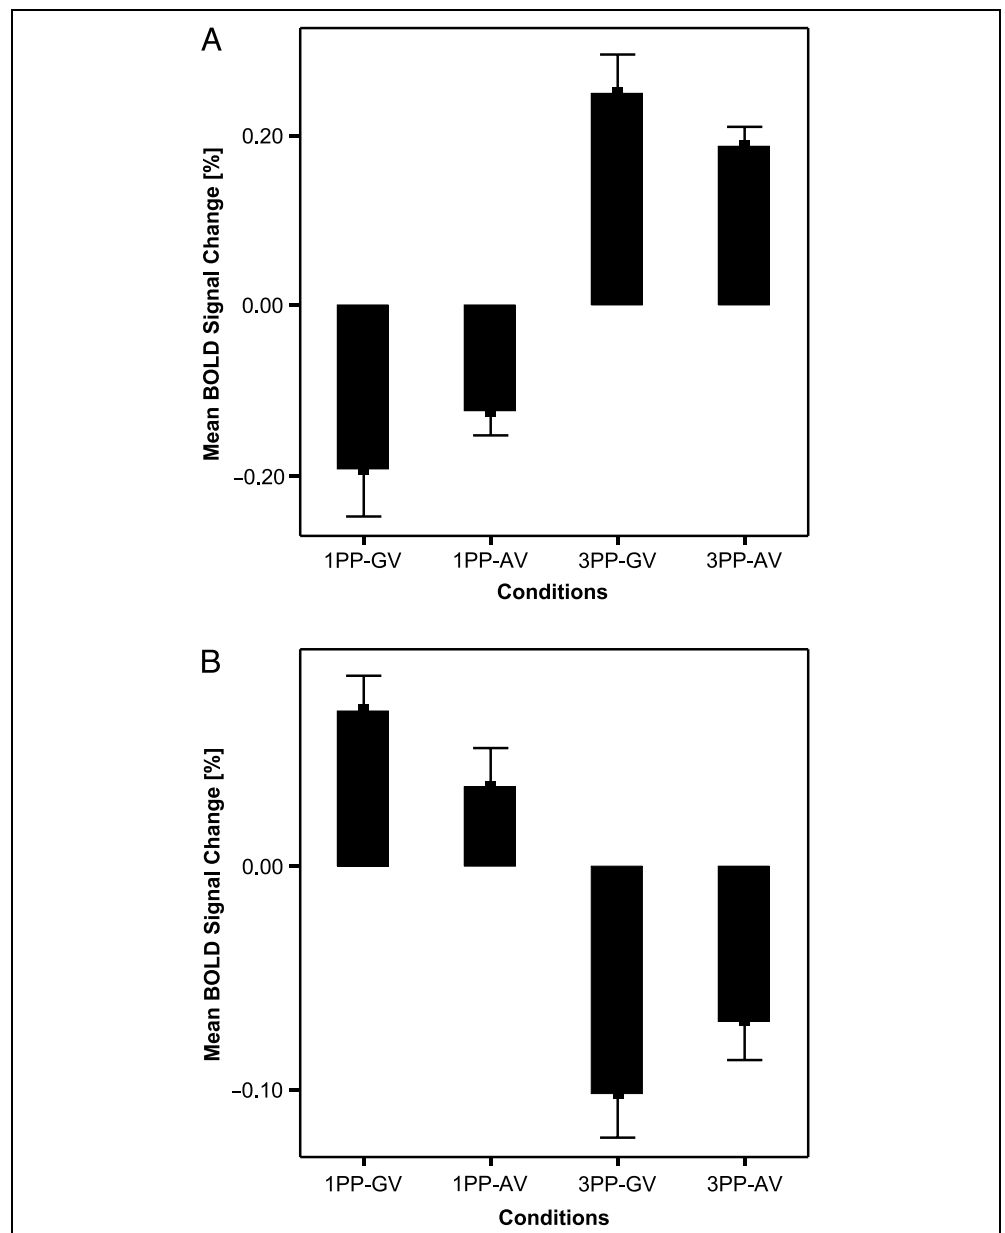 A
Mean BOLD Signal Change [%]
0.20
0.00
−0.20
1PP-GV 1PP-AV 3PP-GV 3PP-AV
Conditions
B
Mean BOLD Signal Change [%]
0.00
−0.10
1PP-GV 1PP-AV 3PP-GV 3PP-AV
Conditions